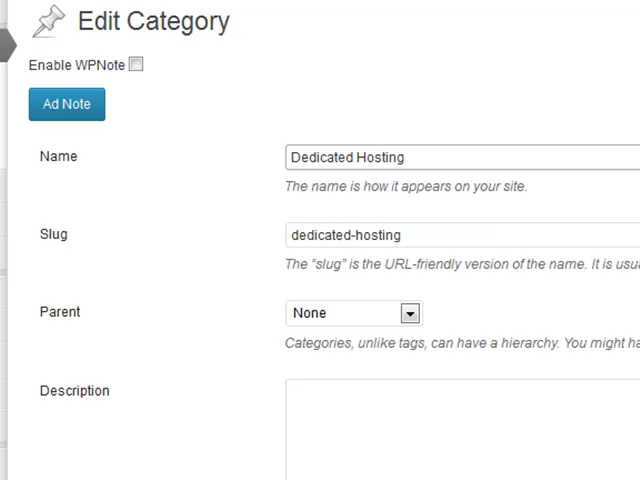 Edit Category
Enable WPNote
Ad Note
Name
Dedicated Hosting
The name is how it appears on your site.
Slug
dedicated-hosting
The “slug” is the URL-friendly version of the name. It is
Parent
None
Categories, unlike tags, can have a hierarchy. You might
Description